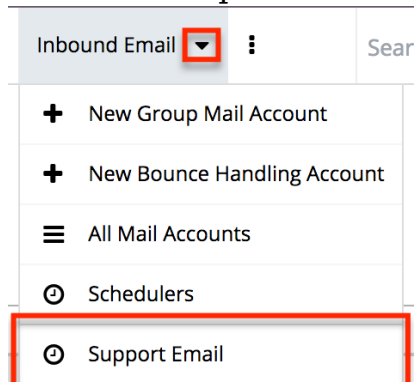 Inbound Email
Sear
New Group Mail Account
New Bounce Handling Account
All Mail Accounts
Schedulers
Support Email